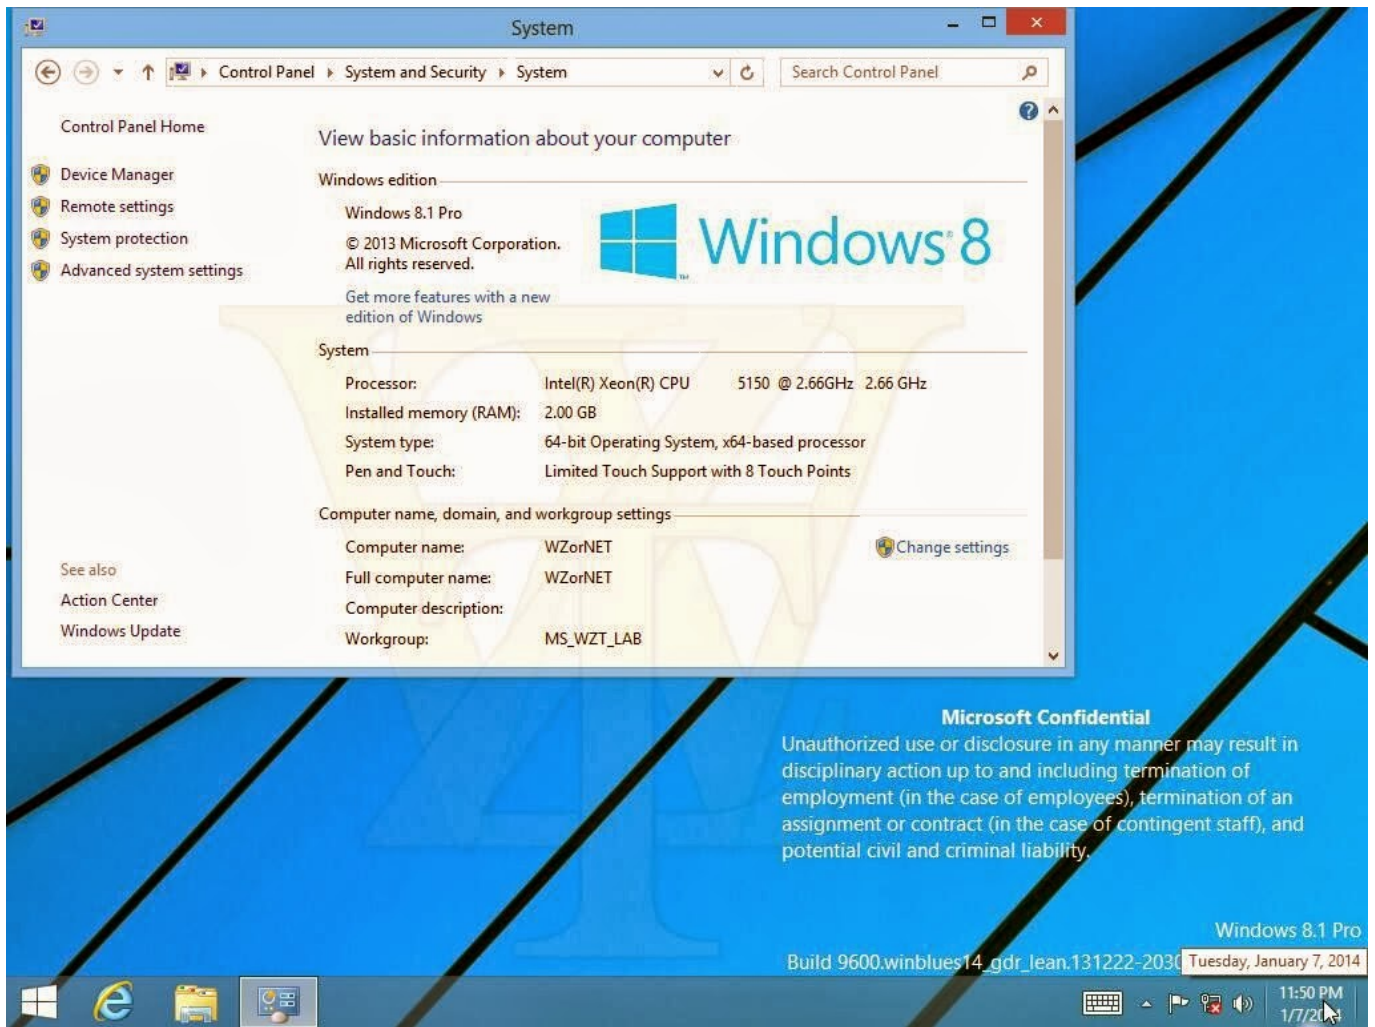 System
Control Panel System and Security System
Search Control Panel
Control Panel Home
Device Manager
Remote settings
System protection
Advanced system settings
See also
Action Center
Windows Update
View basic information about your computer
Windows edition
Windows 8.1 Pro
© 2013 Microsoft Corporation.
All rights reserved.
Get more features with a new
edition of Windows
Windows® 8
System
Processor: Intel(R) Xeon(R) CPU 5150 @ 2.66GHz 2.66 GHz
Installed memory (RAM): 2.00 GB
System type: 64-bit Operating System, x64-based processor
Pen and Touch: Limited Touch Support with 8 Touch Points
Computer name, domain, and workgroup settings
Computer name: WZorNET
Change settings
Full computer name: WZorNET
Computer description:
Workgroup: MS_WZT_LAB
Microsoft Confidential
Unauthorized use or disclosure in any manner may result in
disciplinary action up to and including termination of
employment (in the case of employees), termination of an
assignment or contract (in the case of contingent staff), and
potential civil and criminal liability.
Windows 8.1 Pro
Build 9600.winblues14_gdr_lean.131222-2030
Tuesday, January 7, 2014
11:50 PM